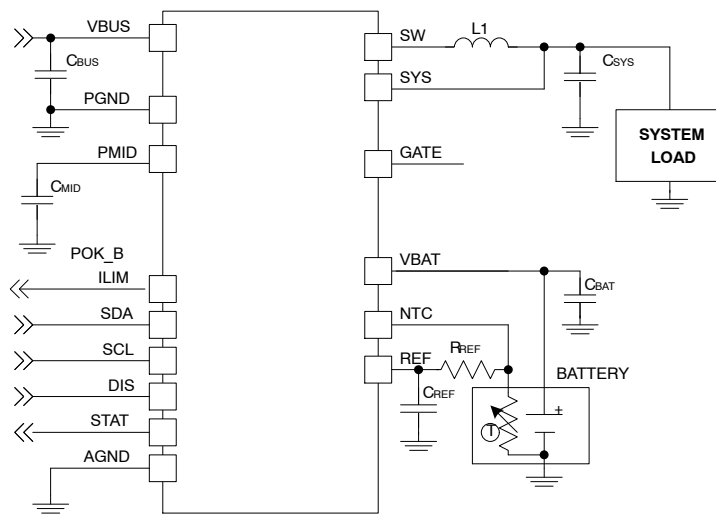 VBUS
CBUS
PGND
PMID
CMID
POK_B
ILIM
SDA
SCL
DIS
STAT
AGND
SW
L1
SYS
CSYS
SYSTEM
LOAD
GATE
VBAT
CBAT
NTC
RREF
REF
CREF
BATTERY
+
T